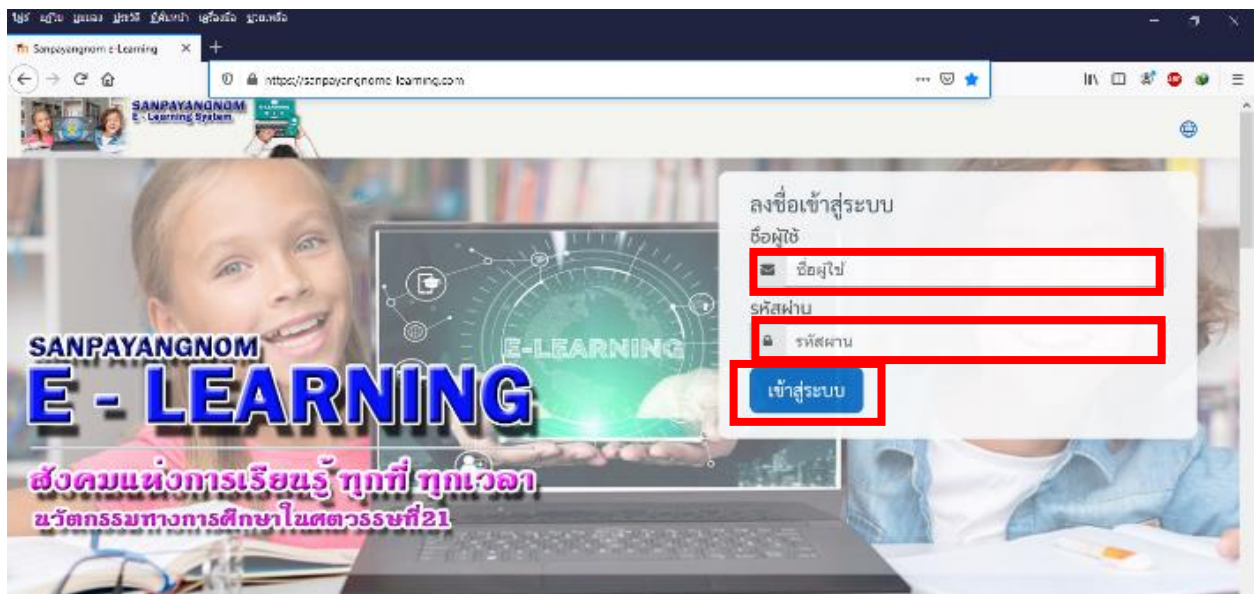 Sanpayangnom e-Learning
https://sanpayangnome-learning.com
SANPAYANGNOM
E - Learning System
ลงชื่อเข้าสู่ระบบ
ชื่อผู้ใช้
ชื่อผู้ใช้
รหัสผ่าน
รหัสผ่าน
เข้าสู่ระบบ
E-LEARNING
SANPAYANGNOM
E - LEARNING
สังคมแห่งการเรียนรู้ ทุกที่ ทุกเวลา
นวัตกรรมทางการศึกษาในศตวรรษที่21